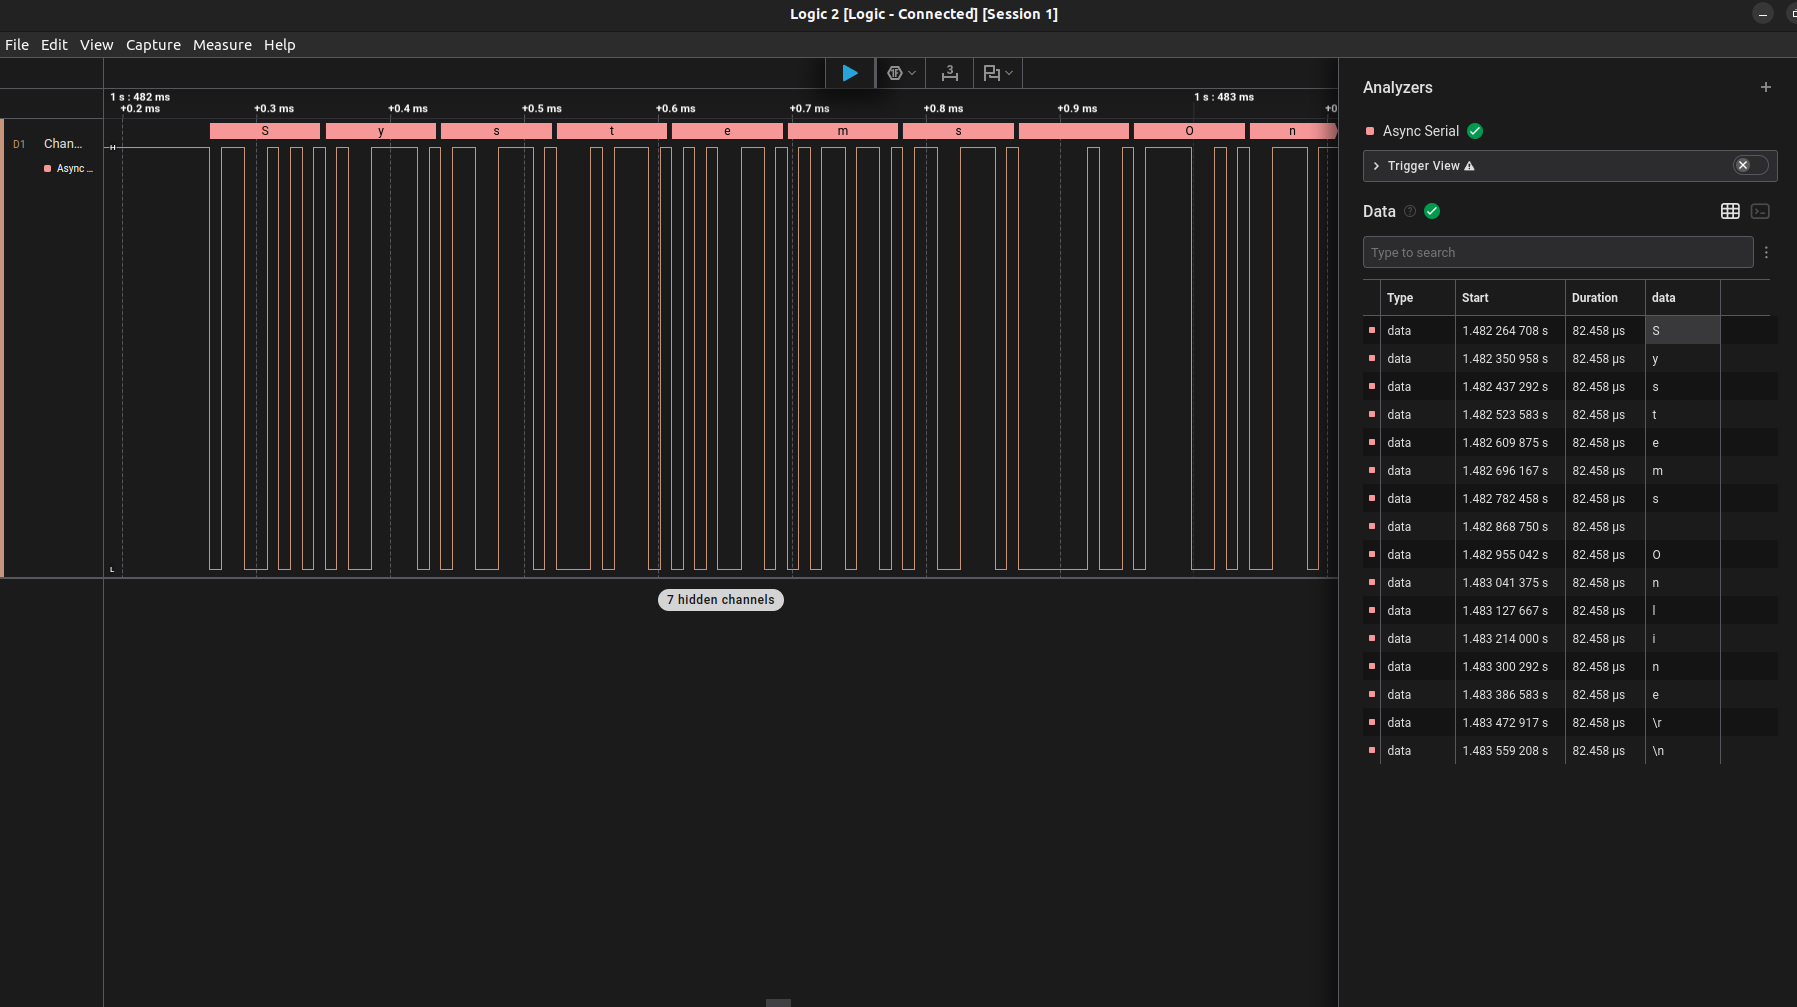 Logic 2 [Logic - Connected] [Session 1]
File Edit View Capture Measure Help
3
1 s : 482 ms 1 s : 483 ms
+0.2 ms +0.3 ms +0.4 ms +0.5 ms +0.6 ms +0.7 ms +0.8 ms +0.9 ms +0
S y s t e m s O n
D1 Chan...
H
Async ...
L
7 hidden channels
Analyzers
Async Serial
Trigger View
Data
Type to search
Type Start Duration data
data 1.482 264 708 s 82.458 µs S
data 1.482 350 958 s 82.458 µs y
data 1.482 437 292 s 82.458 µs s
data 1.482 523 583 s 82.458 µs t
data 1.482 609 875 s 82.458 µs e
data 1.482 696 167 s 82.458 µs m
data 1.482 782 458 s 82.458 µs s
data 1.482 868 750 s 82.458 µs
data 1.482 955 042 s 82.458 µs O
data 1.483 041 375 s 82.458 µs n
data 1.483 127 667 s 82.458 µs l
data 1.483 214 000 s 82.458 µs i
data 1.483 300 292 s 82.458 µs n
data 1.483 386 583 s 82.458 µs e
data 1.483 472 917 s 82.458 µs \r
data 1.483 559 208 s 82.458 µs \n